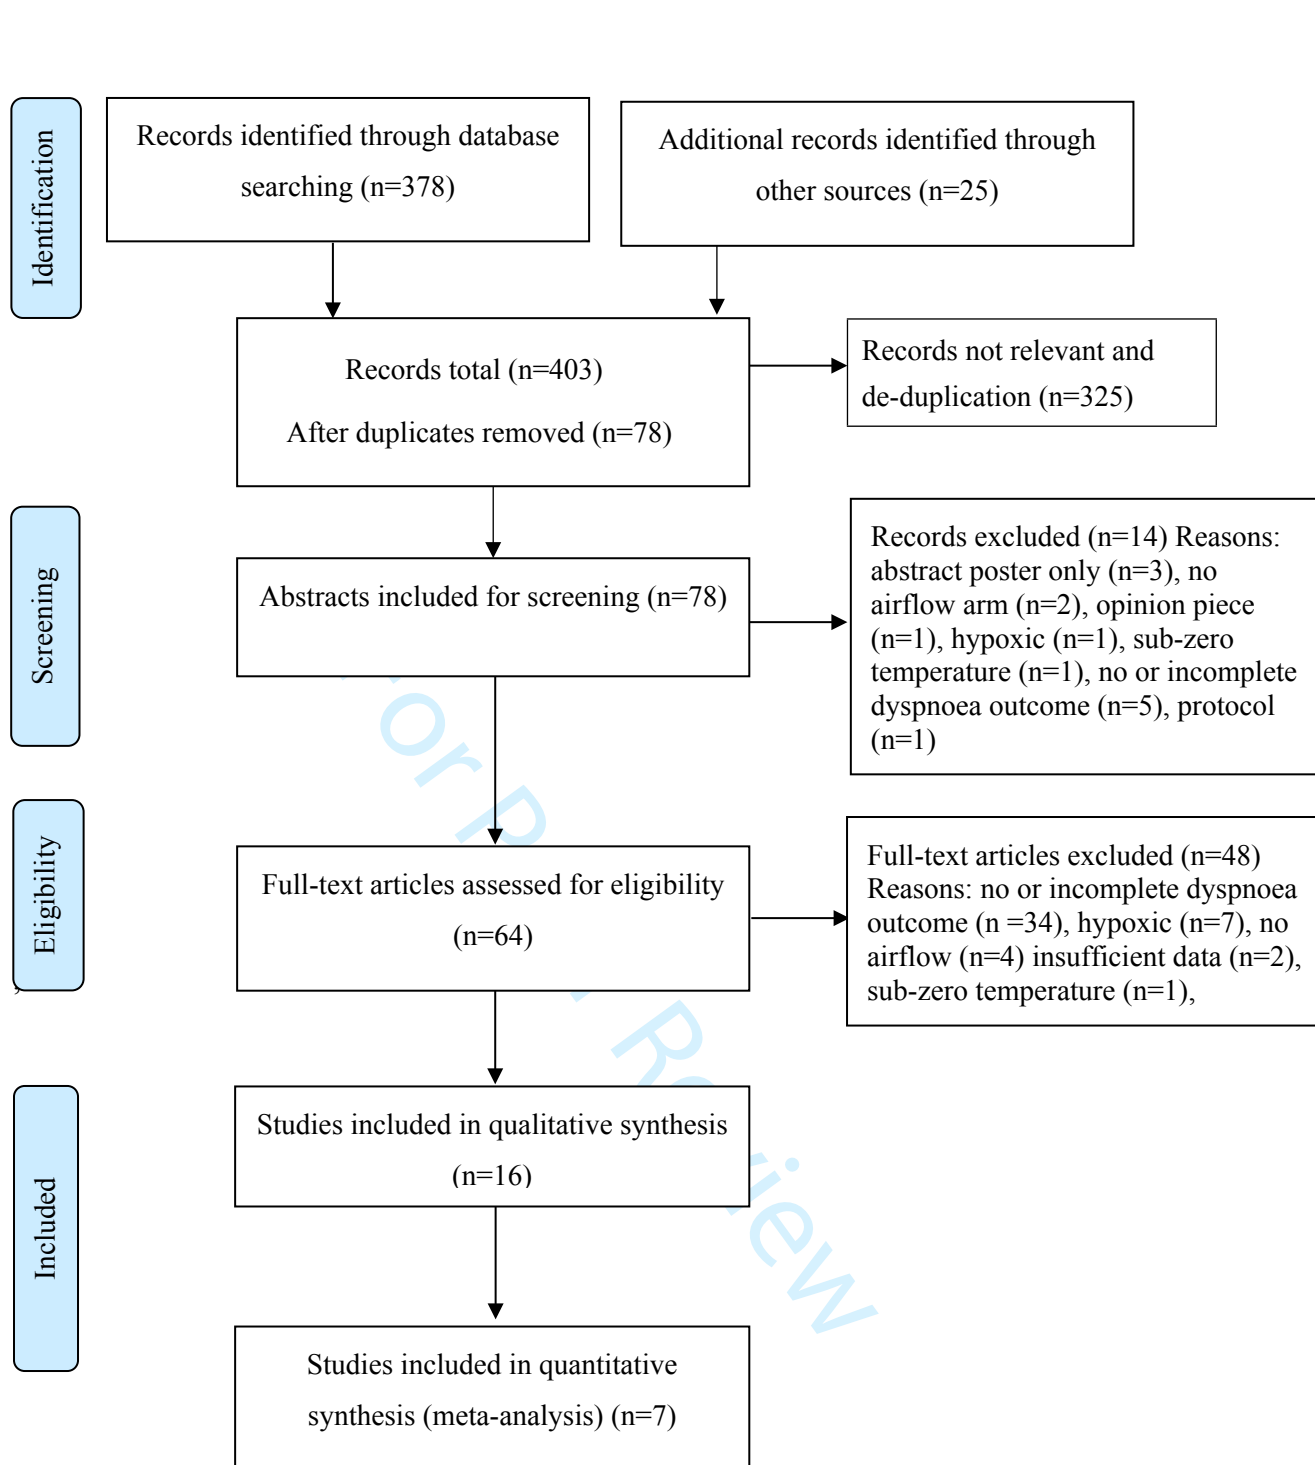 Identification
Records identified through database
searching (n=378)
Additional records identified through
other sources (n=25)
Records total (n=403)
After duplicates removed (n=78)
Records not relevant and
de-duplication (n=325)
Screening
Abstracts included for screening (n=78)
Records excluded (n=14) Reasons:
abstract poster only (n=3), no
airflow arm (n=2), opinion piece
(n=1), hypoxic (n=1), sub-zero
temperature (n=1), no or incomplete
dyspnoea outcome (n=5), protocol
(n=1)
Eligibility
Full-text articles assessed for eligibility
(n=64)
Full-text articles excluded (n=48)
Reasons: no or incomplete dyspnoea
outcome (n =34), hypoxic (n=7), no
airflow (n=4) insufficient data (n=2),
sub-zero temperature (n=1),
,
Included
Studies included in qualitative synthesis
(n=16)
Studies included in quantitative
synthesis (meta-analysis) (n=7)